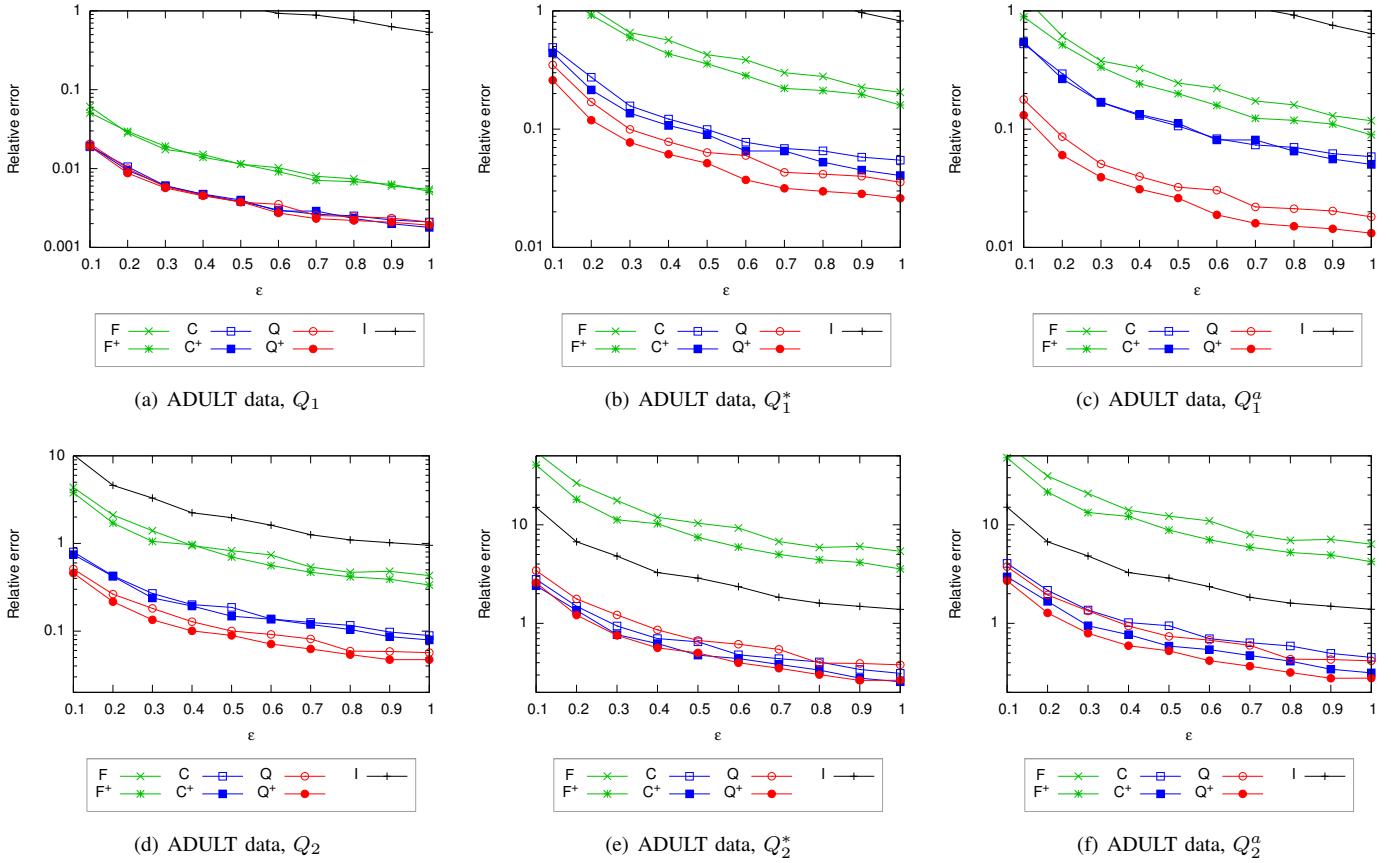 1
0.1
0.01
0.001
Relative error
0.1 0.2 0.3 0.4 0.5 0.6 0.7 0.8 0.9 1
ε
F C Q I
F+ C+ Q+
(a) ADULT data, Q1
1
0.1
0.01
Relative error
0.1 0.2 0.3 0.4 0.5 0.6 0.7 0.8 0.9 1
ε
F C Q I
F+ C+ Q+
(b) ADULT data, Q1*
1
0.1
0.01
Relative error
0.1 0.2 0.3 0.4 0.5 0.6 0.7 0.8 0.9 1
ε
F C Q I
F+ C+ Q+
(c) ADULT data, Q1a
10
1
0.1
Relative error
0.1 0.2 0.3 0.4 0.5 0.6 0.7 0.8 0.9 1
ε
F C Q I
F+ C+ Q+
(d) ADULT data, Q2
10
1
Relative error
0.1 0.2 0.3 0.4 0.5 0.6 0.7 0.8 0.9 1
ε
F C Q I
F+ C+ Q+
(e) ADULT data, Q2*
10
1
Relative error
0.1 0.2 0.3 0.4 0.5 0.6 0.7 0.8 0.9 1
ε
F C Q I
F+ C+ Q+
(f) ADULT data, Q2a